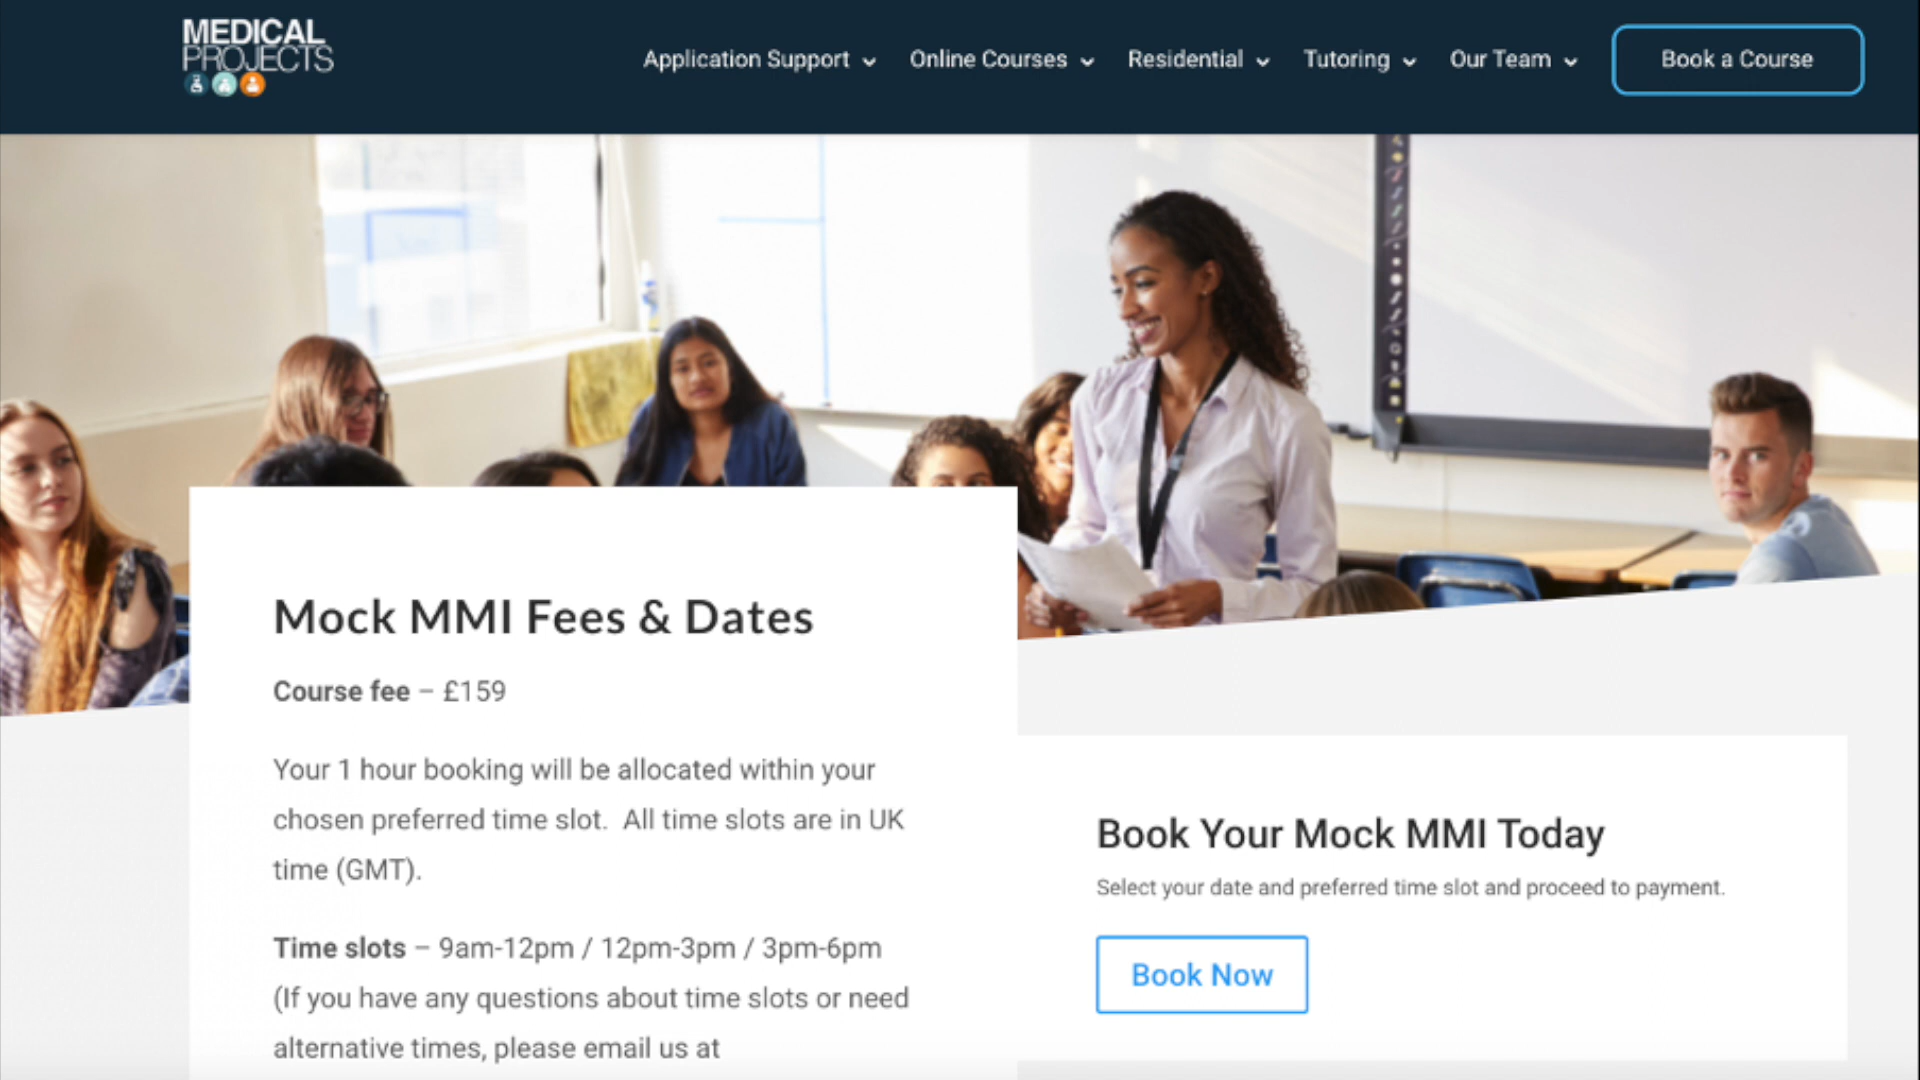 MEDICAL
PROJECTS
Application Support
Online Courses
Residential
Tutoring
Our Team
Book a Course
Mock MMI Fees & Dates
Course fee – £159
Your 1 hour booking will be allocated within your
chosen preferred time slot.  All time slots are in UK
time (GMT).
Time slots – 9am-12pm / 12pm-3pm / 3pm-6pm
(If you have any questions about time slots or need
alternative times, please email us at
Book Your Mock MMI Today
Select your date and preferred time slot and proceed to payment.
Book Now